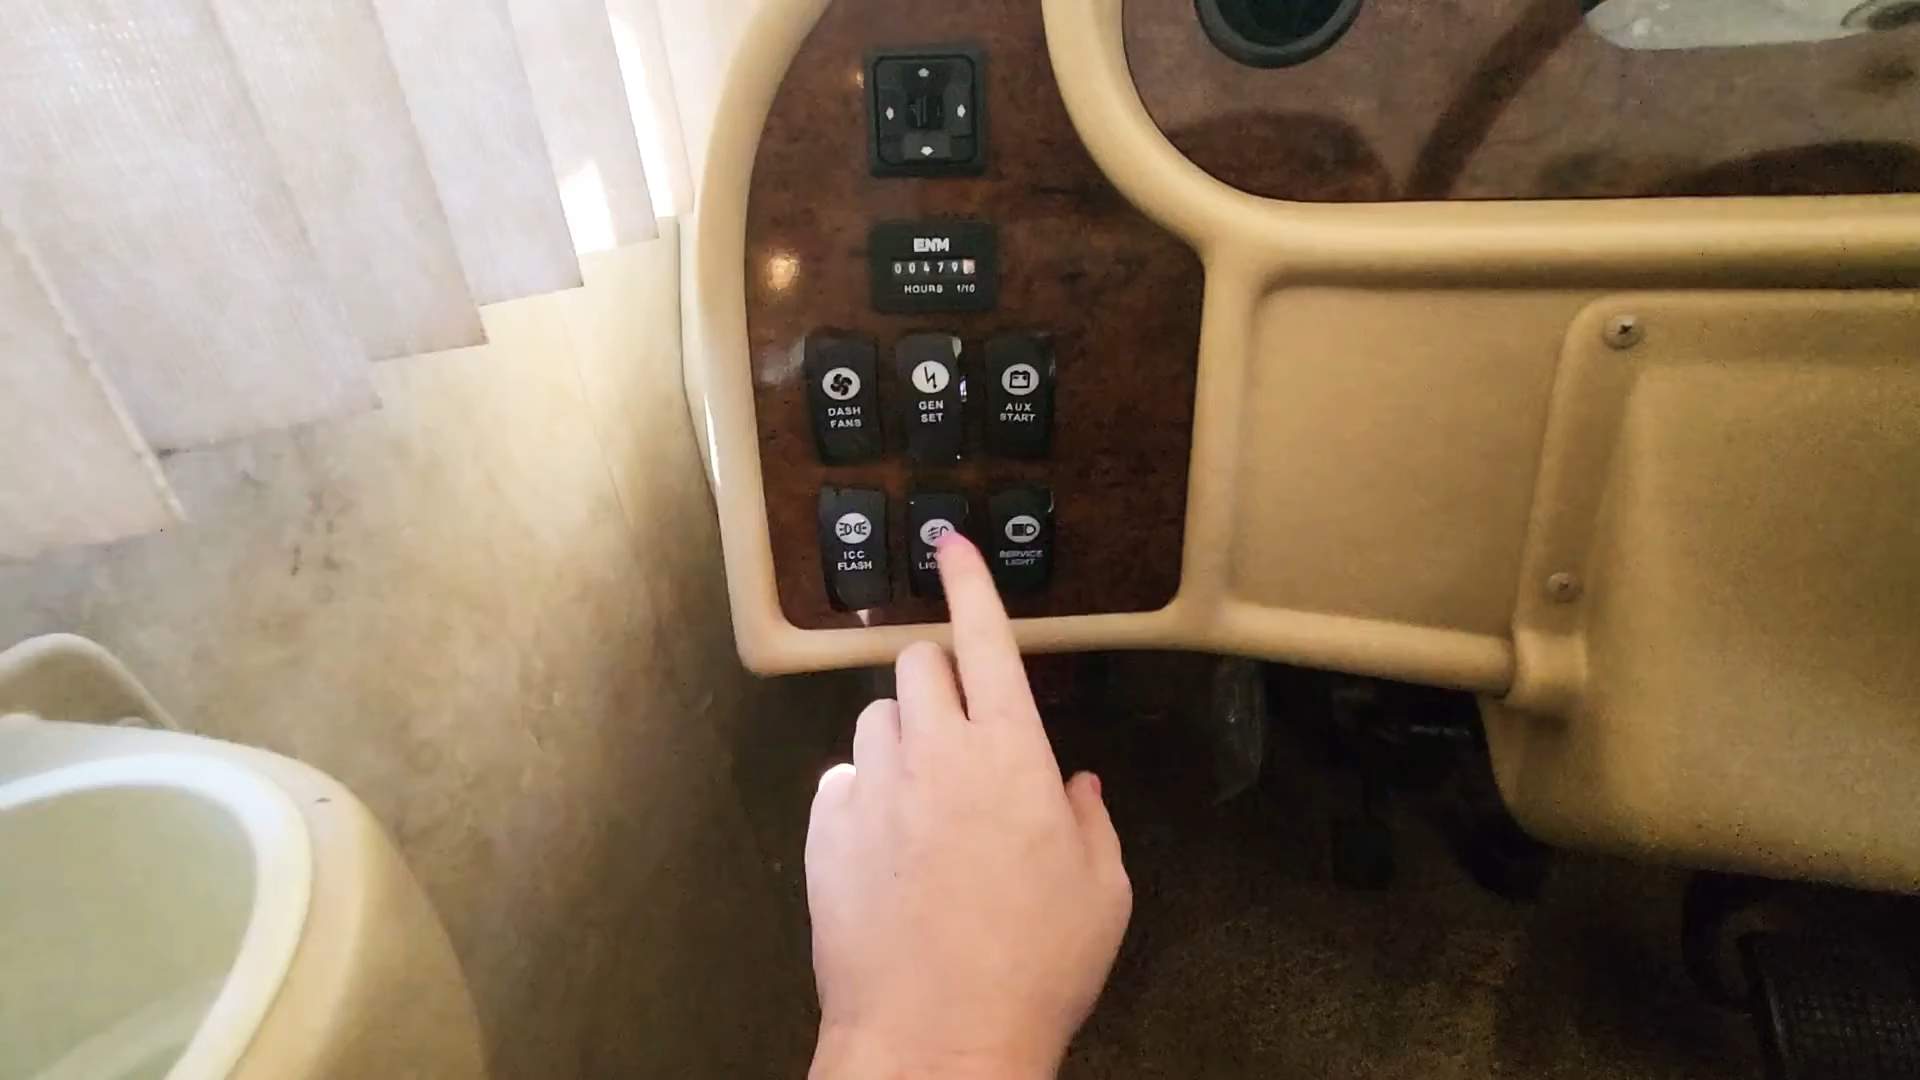 ENM
00479
HOURS 1/10
DASH
FANS
GEN
SET
AUX
START
ICC
FLASH
SERVICE
LIGHT